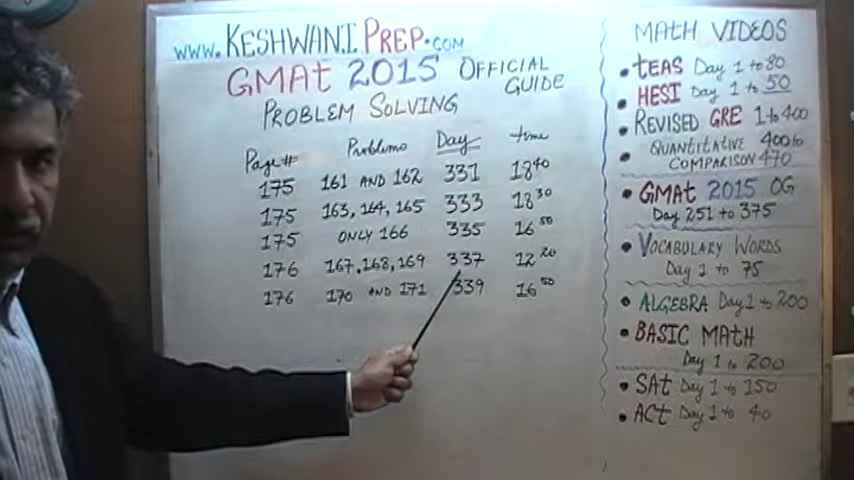 www.KESHWANI PREP.com
GMAt 2015 OFFICIAL GUIDE
PROBLEM SOLVING
Page # Problems Day time
175 161 AND 162 331 18 40
175 163, 164, 165 333 18 30
175 ONLY 166 335 16 50
176 167, 168, 169 337 12 20
176 170 AND 171 339 16 50
MATH VIDEOS
• tEAS Day 1 to 80
• HESI Day 1 to 50
• REVISED GRE 1 to 400
• QUANTITATIVE 400 to
COMPARISON 470
• GMAt 2015 OG
Day 251 to 375
• VOCABULARY WORDS
Day 1 to 75
• ALGEBRA Day 1 to 200
• BASIC MATH
Day 1 to 200
• SAt Day 1 to 150
• ACt Day 1 to 40